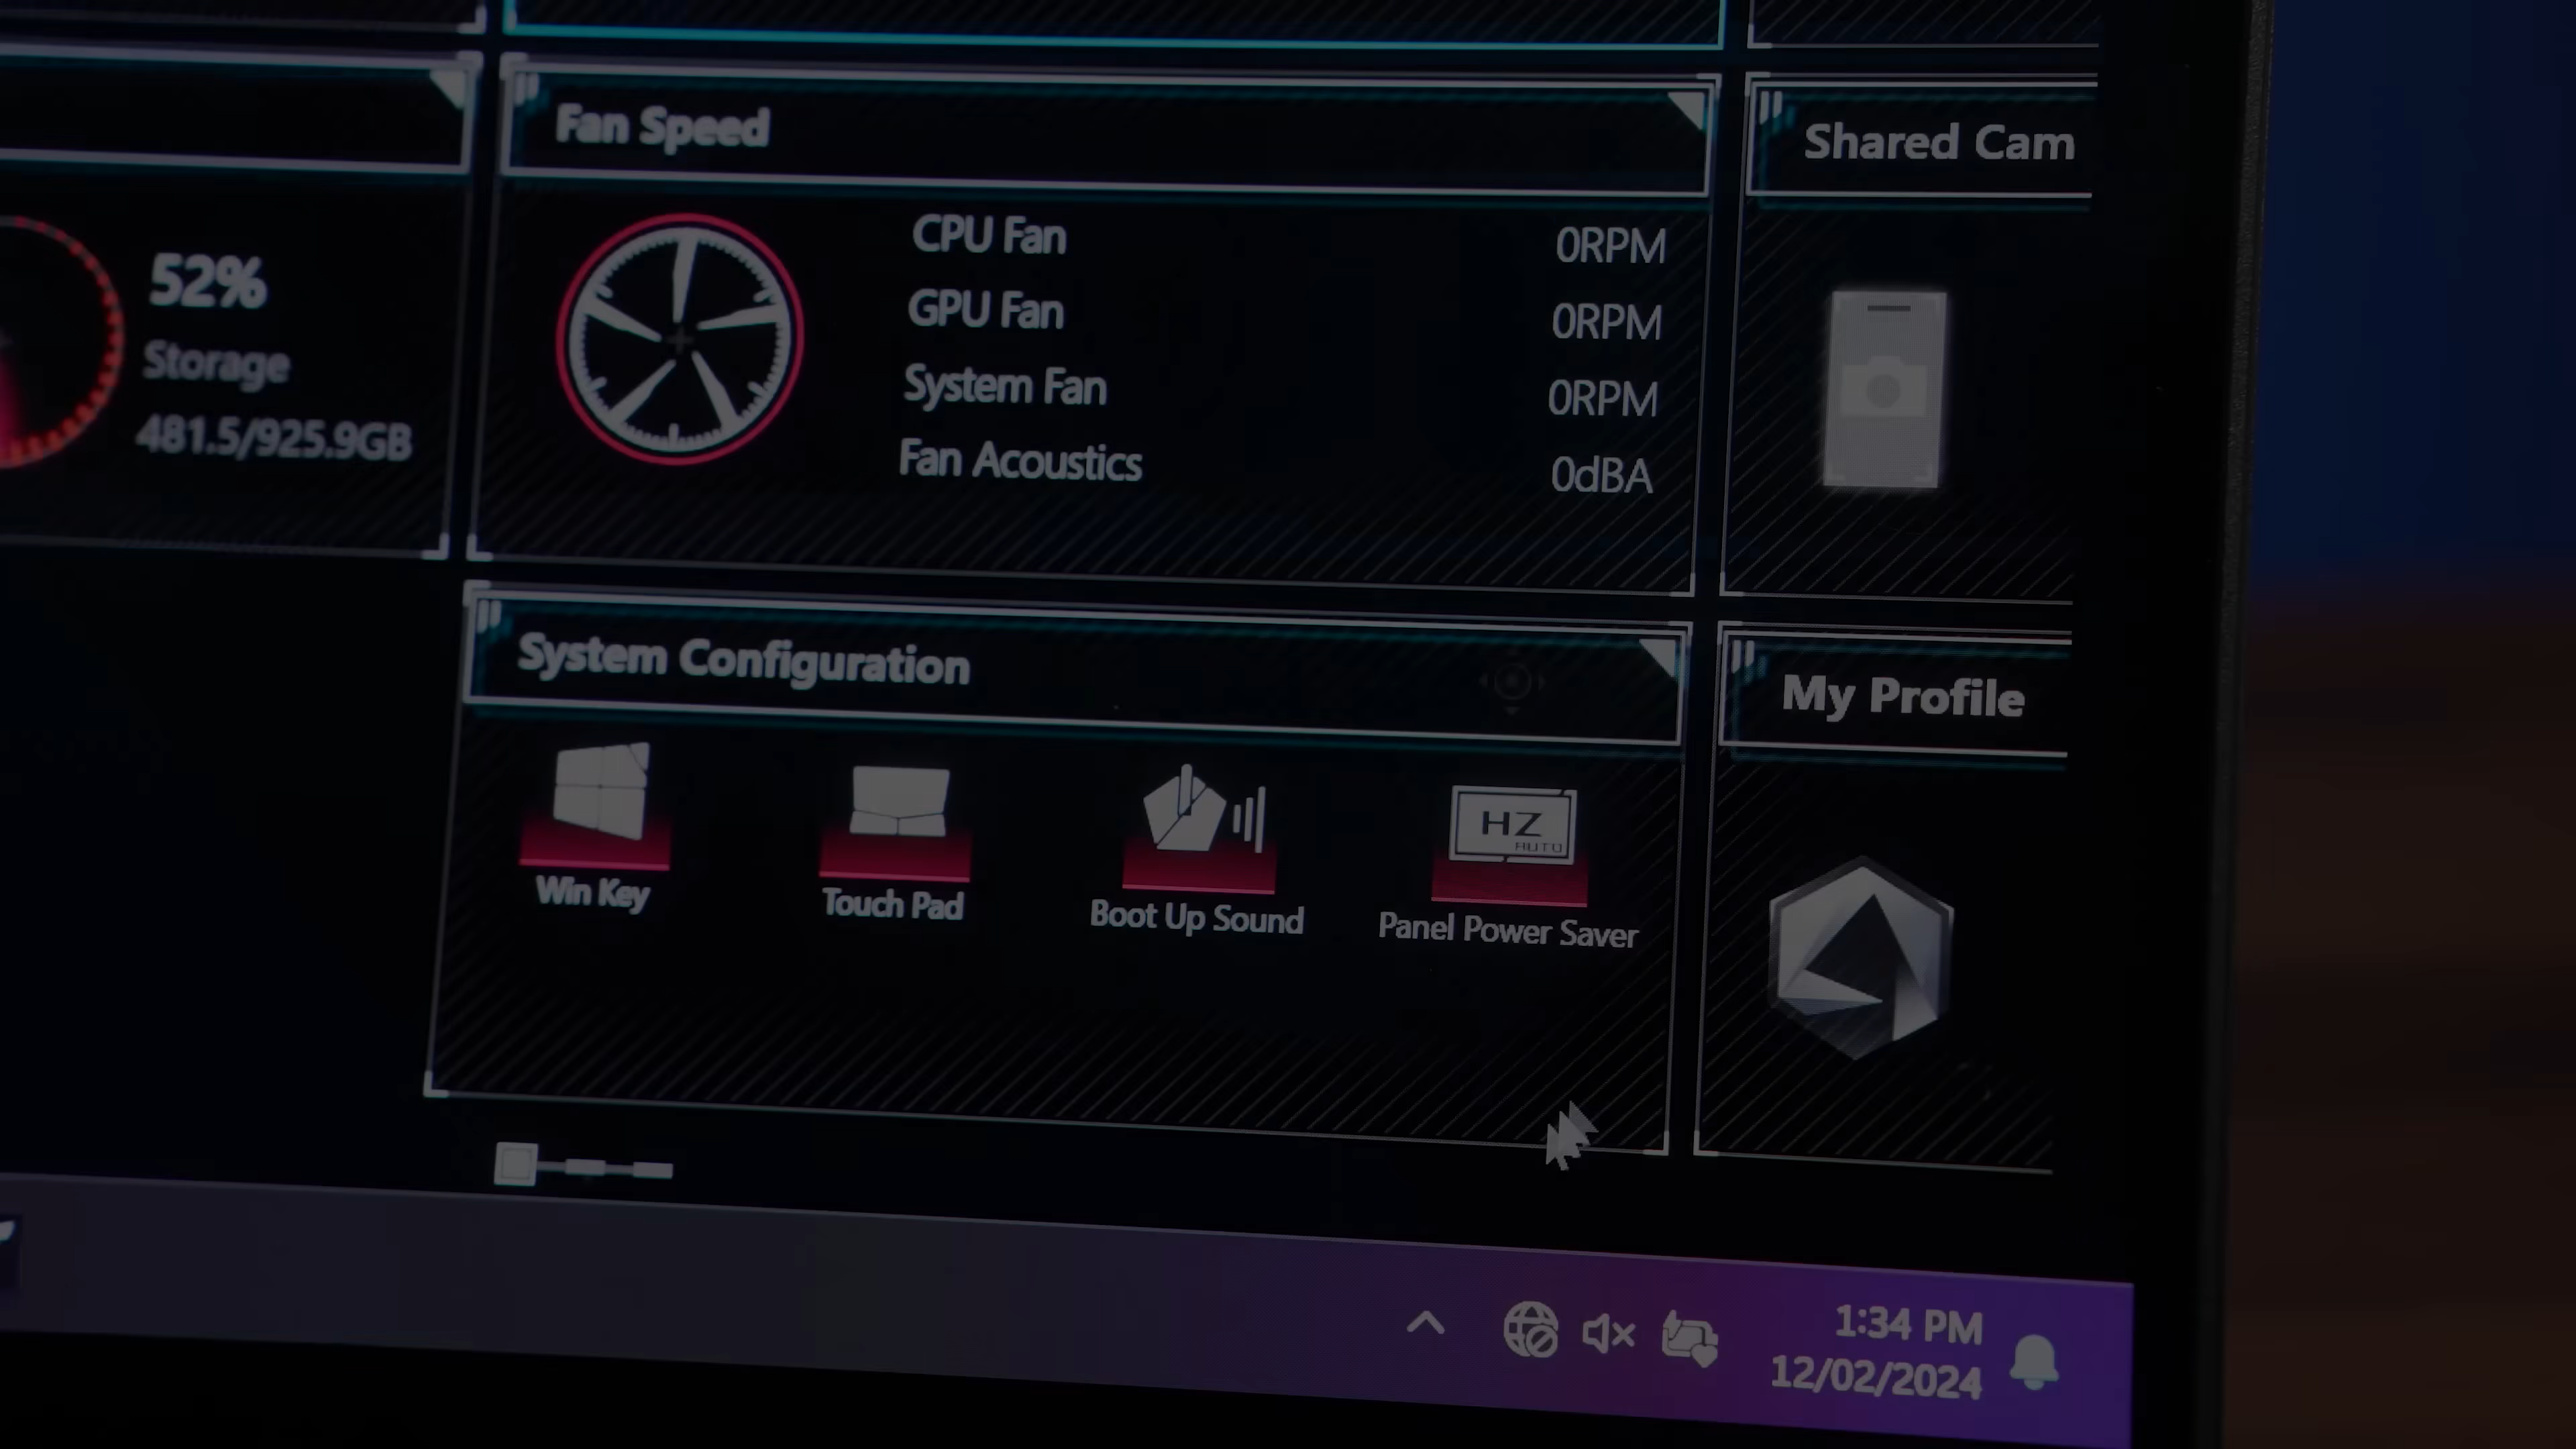 Fan Speed
Shared Cam
52%
Storage
481.5/925.9GB
CPU Fan 0RPM
GPU Fan 0RPM
System Fan 0RPM
Fan Acoustics 0dBA
System Configuration
My Profile
HZ
AUTO
Win Key
Touch Pad
Boot Up Sound
Panel Power Saver
1:34 PM
12/02/2024